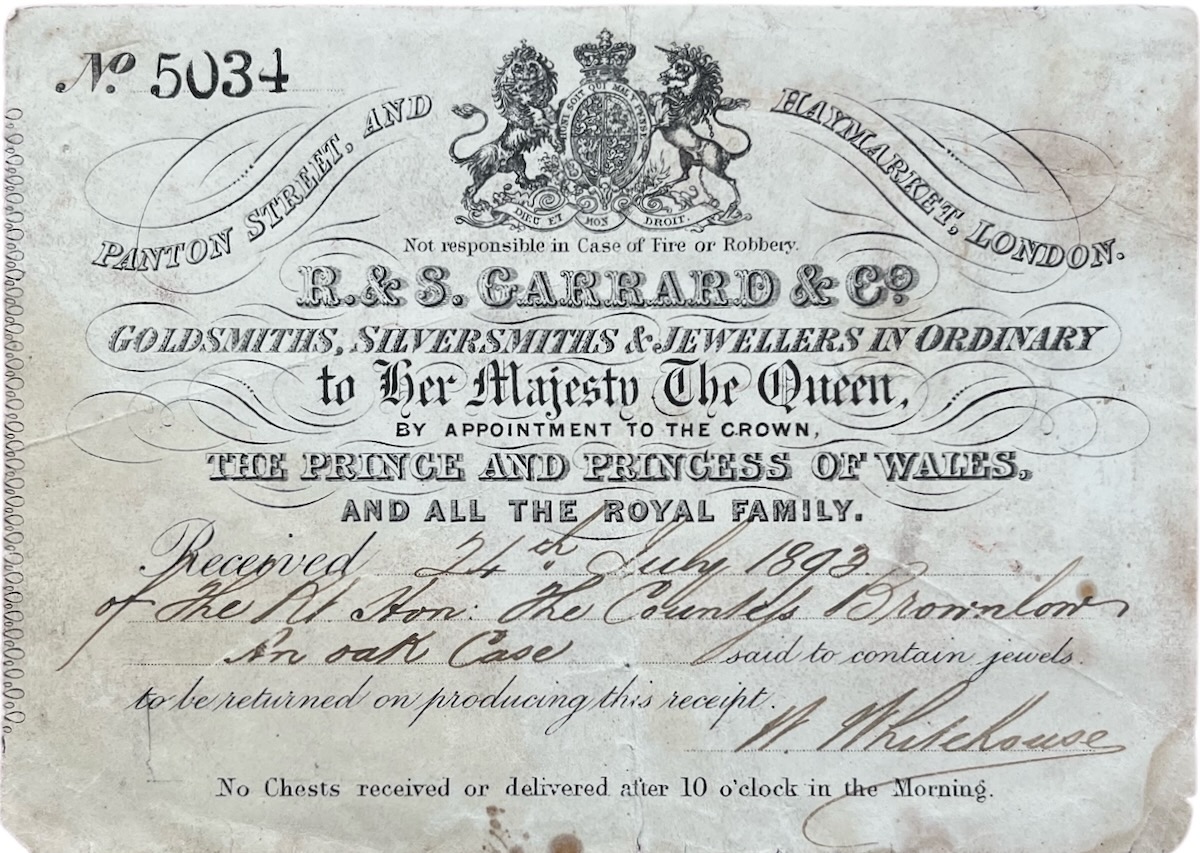 No. 5034
PANTON STREET, AND HAYMARKET, LONDON.
HONI SOIT QUI MAL Y PENSE
DIEU ET MON DROIT.
Not responsible in Case of Fire or Robbery.
R. & S. GARRARD & Co.
GOLDSMITHS, SILVERSMITHS & JEWELLERS IN ORDINARY
to Her Majesty The Queen,
BY APPOINTMENT TO THE CROWN,
THE PRINCE AND PRINCESS OF WALES,
AND ALL THE ROYAL FAMILY.
Received 24th July 1893
of The Rt Hon: The Countess Brownlow
An oak Case said to contain jewels
to be returned on producing this receipt.
W. Whitehouse
No Chests received or delivered after 10 o'clock in the Morning.